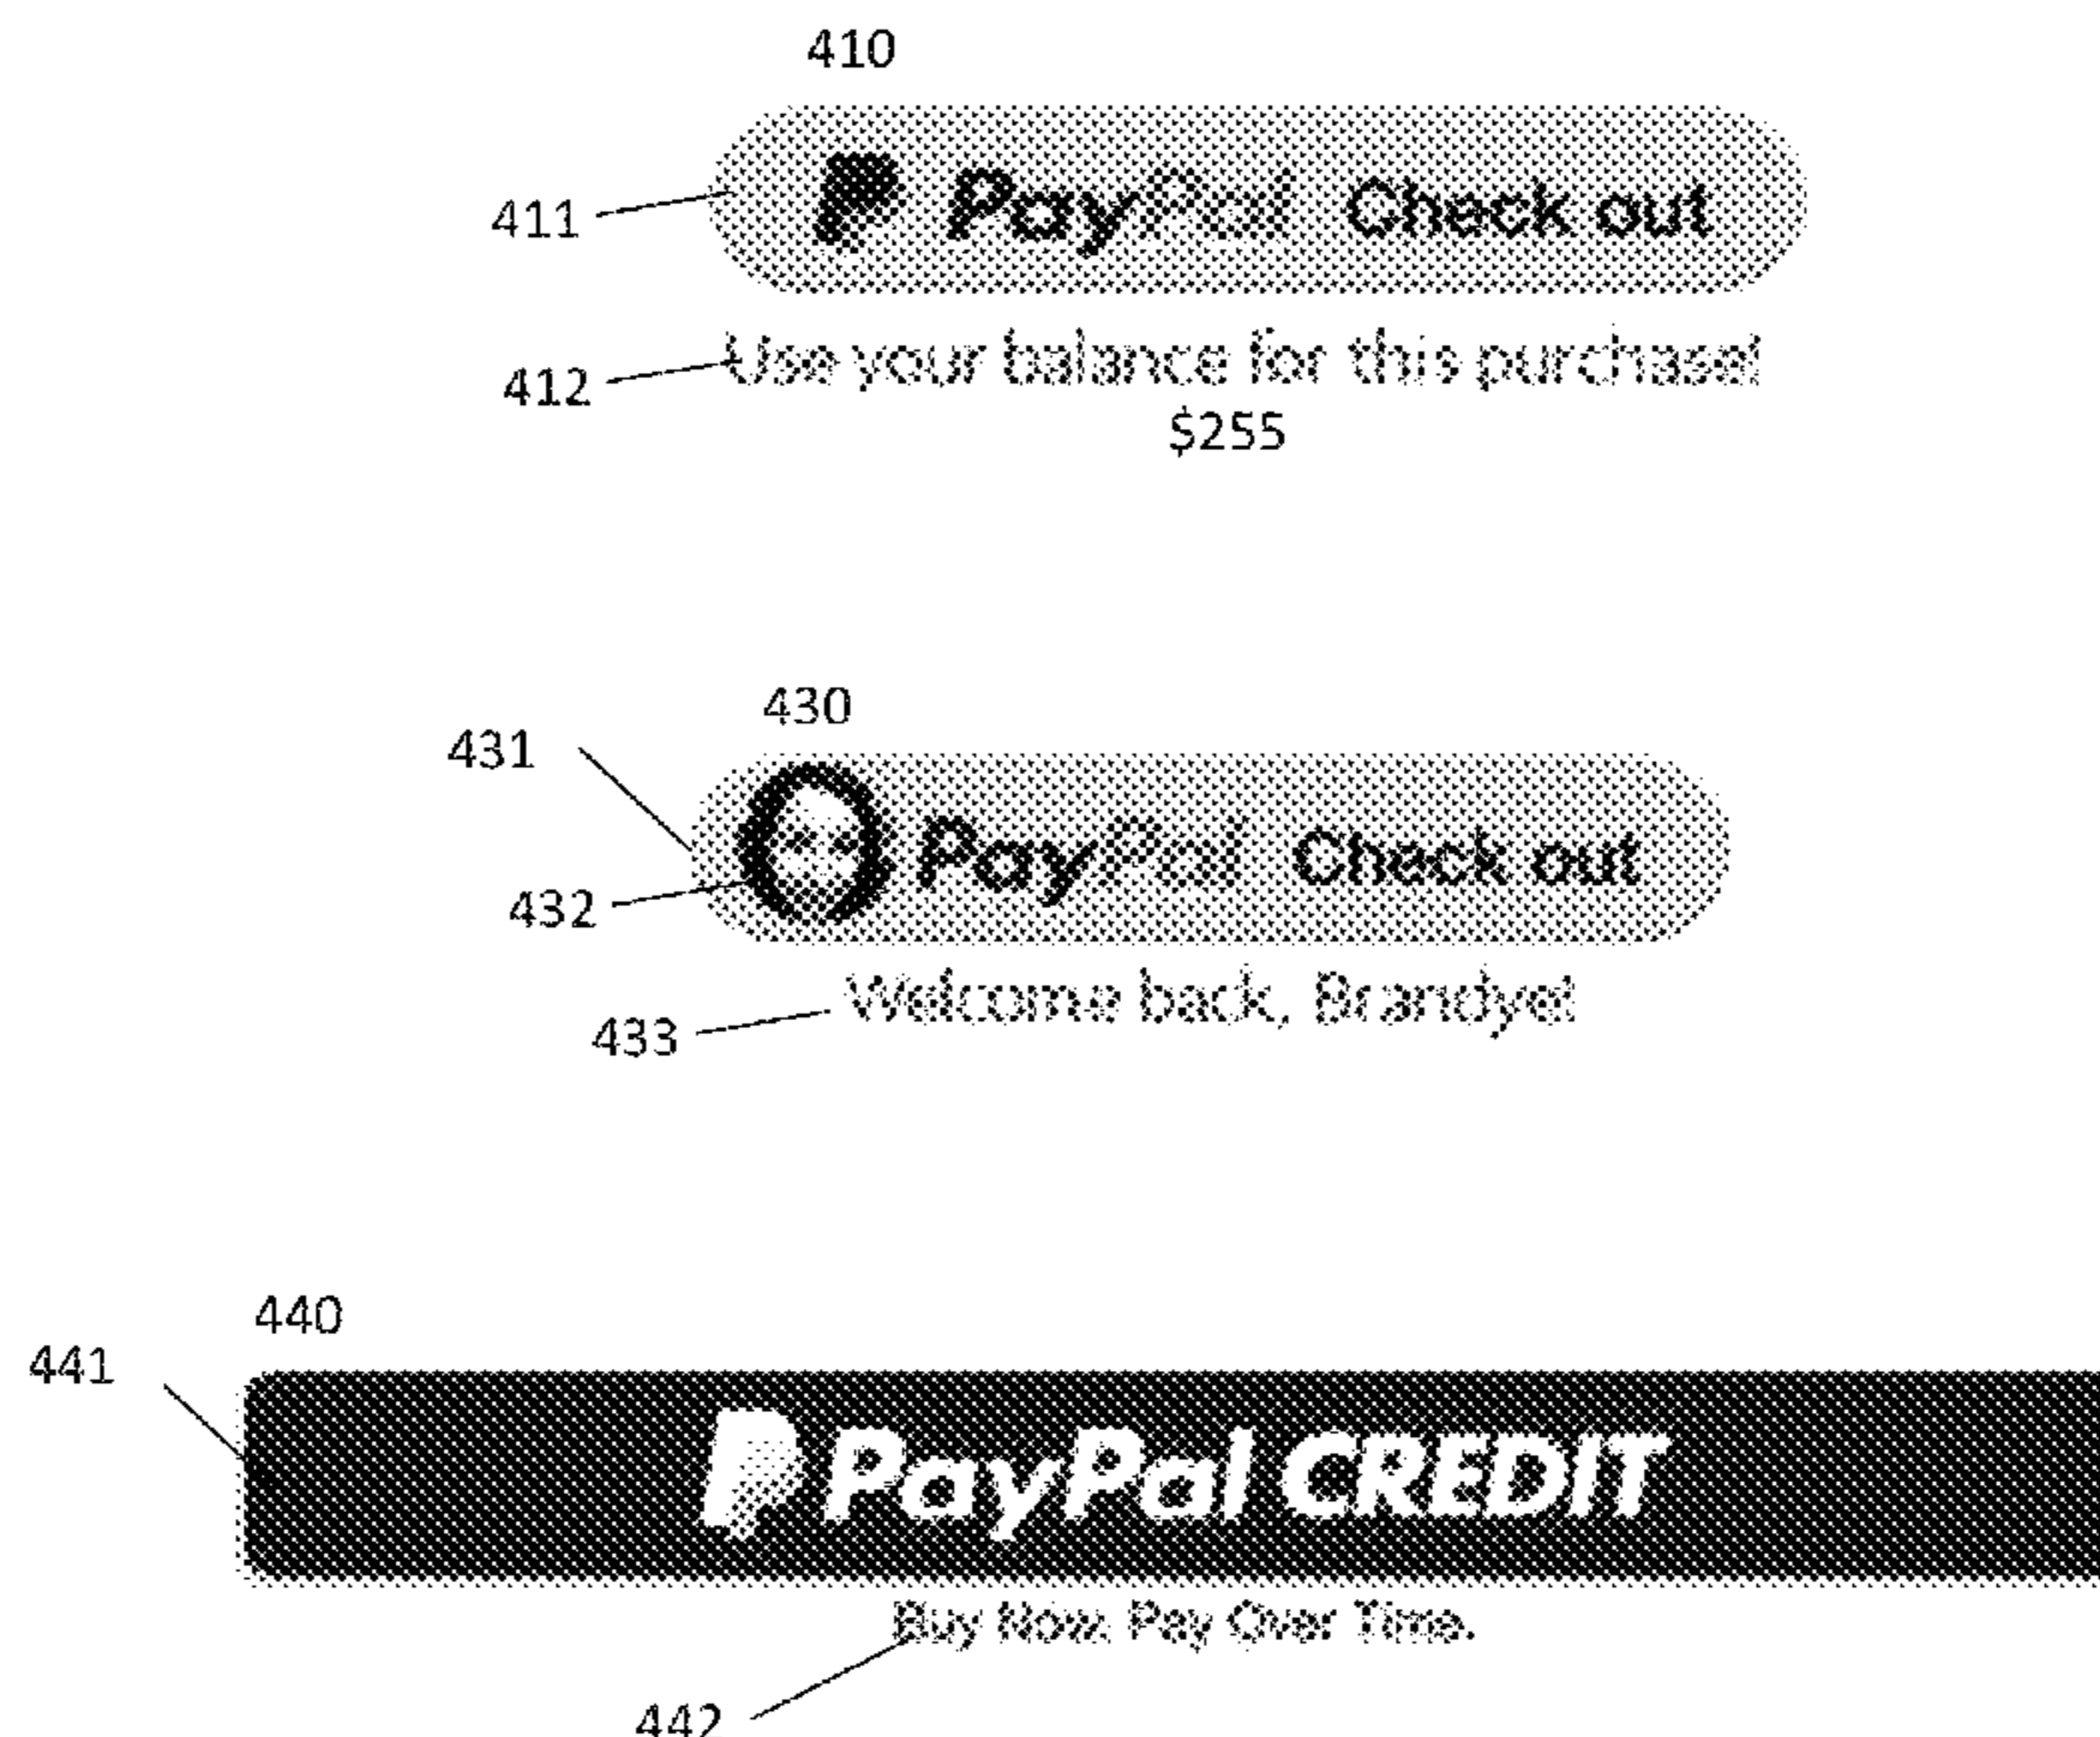 410
411
PayPal Check out
412
Use your balance for this purchase!
$255
430
431
432
PayPal Check out
433
Welcome back, Brandye!
440
441
PayPal CREDIT
Buy Now. Pay Over Time.
442